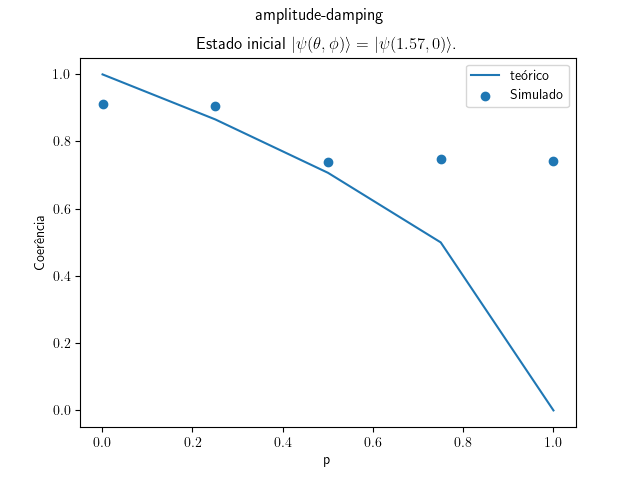 amplitude-damping
Estado inicial |ψ(θ, ϕ)⟩ = |ψ(1.57, 0)⟩.
teórico
Simulado
1.0
0.8
0.6
0.4
0.2
0.0
Coerência
0.0 0.2 0.4 0.6 0.8 1.0
p